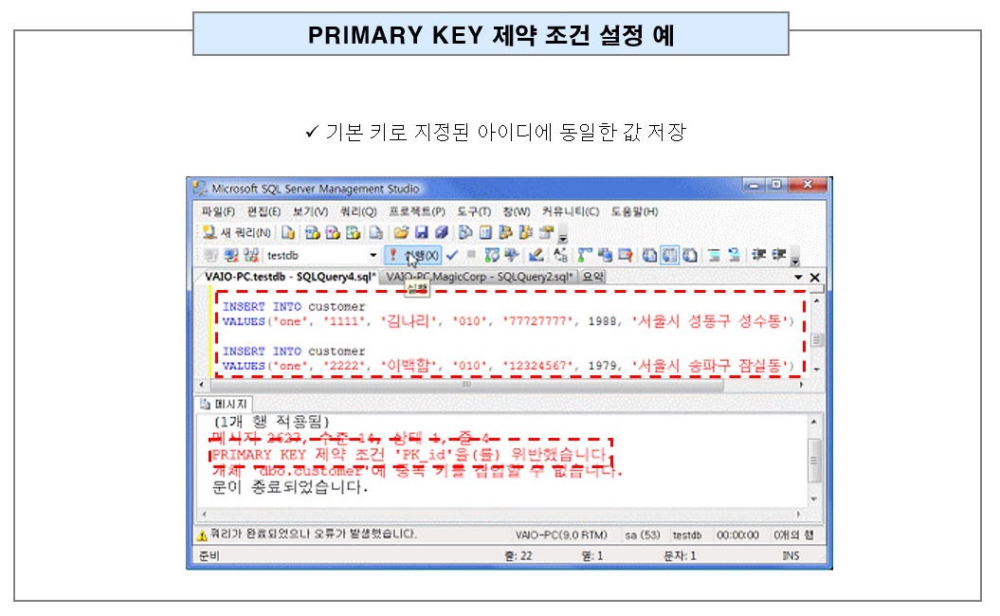 PRIMARY KEY 제약 조건 설정 예
✓ 기본 키로 지정된 아이디에 동일한 값 저장
Microsoft SQL Server Management Studio
파일(F) 편집(E) 보기(V) 쿼리(Q) 프로젝트(P) 도구(T) 창(W) 커뮤니티(C) 도움말(H)
새 쿼리(N)
testdb 실행(X)
VAIO-PC.testdb - SQLQuery4.sql* VAIO-PC.MagicCorp - SQLQuery2.sql* 요약
실행
INSERT INTO customer
VALUES('one', '1111', '김나리', '010', '77727777', 1988, '서울시 성동구 성수동')
INSERT INTO customer
VALUES('one', '2222', '이백합', '010', '12324567', 1979, '서울시 송파구 잠실동')
메시지
(1개 행 적용됨)
메시지 2627, 수준 14, 상태 1, 줄 4
PRIMARY KEY 제약 조건 'PK_id'을(를) 위반했습니다.
개체 'dbo.customer'에 중복 키를 삽입할 수 없습니다.
문이 종료되었습니다.
쿼리가 완료되었으나 오류가 발생했습니다. VAIO-PC(9,0 RTM) sa (53) testdb 00:00:00 0개의 행
준비 줄: 22 열: 1 문자: 1 INS